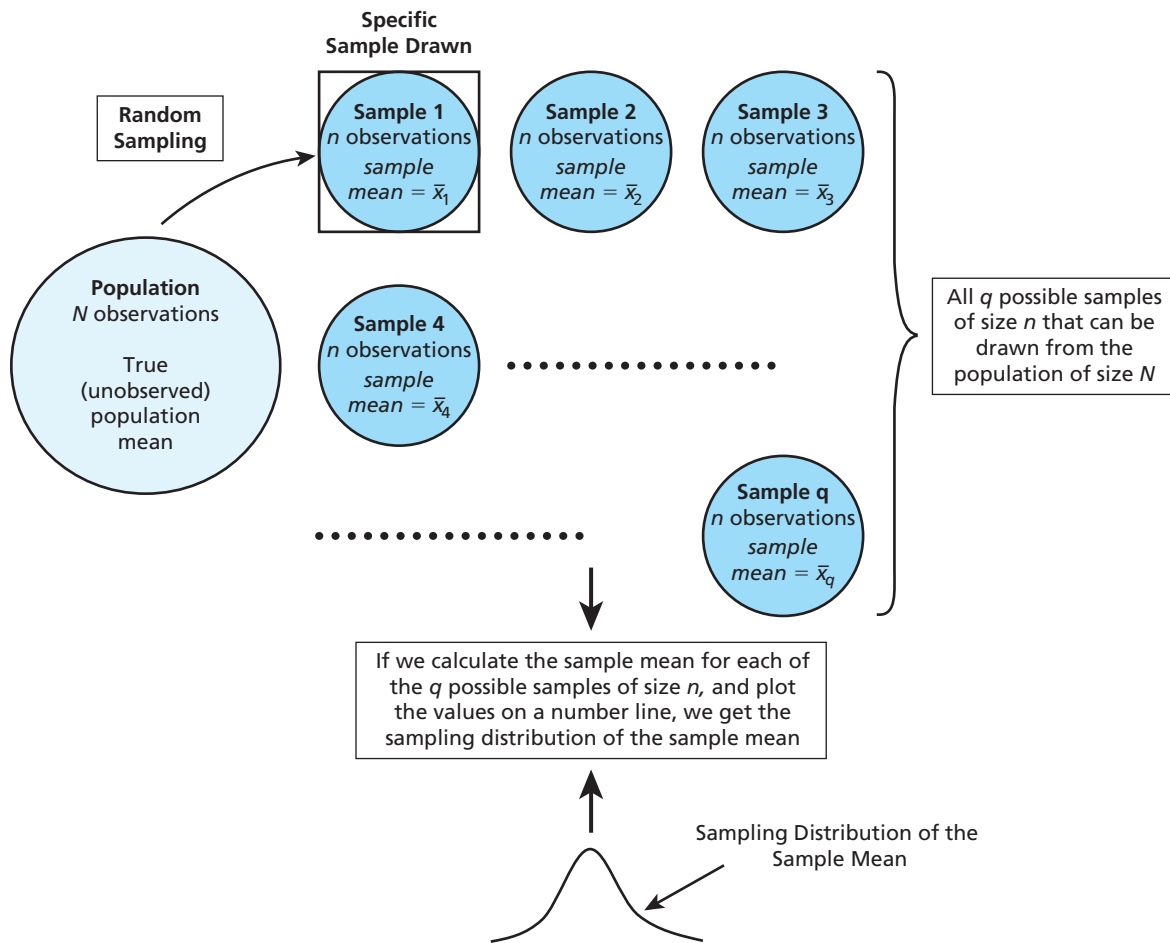 Specific
Sample Drawn
Random
Sampling
Sample 1
n observations
sample
mean = x̄₁
Sample 2
n observations
sample
mean = x̄₂
Sample 3
n observations
sample
mean = x̄₃
Population
N observations
True
(unobserved)
population
mean
Sample 4
n observations
sample
mean = x̄₄
All q possible samples
of size n that can be
drawn from the
population of size N
Sample q
n observations
sample
mean = x̄q
If we calculate the sample mean for each of
the q possible samples of size n, and plot
the values on a number line, we get the
sampling distribution of the sample mean
Sampling Distribution of the
Sample Mean